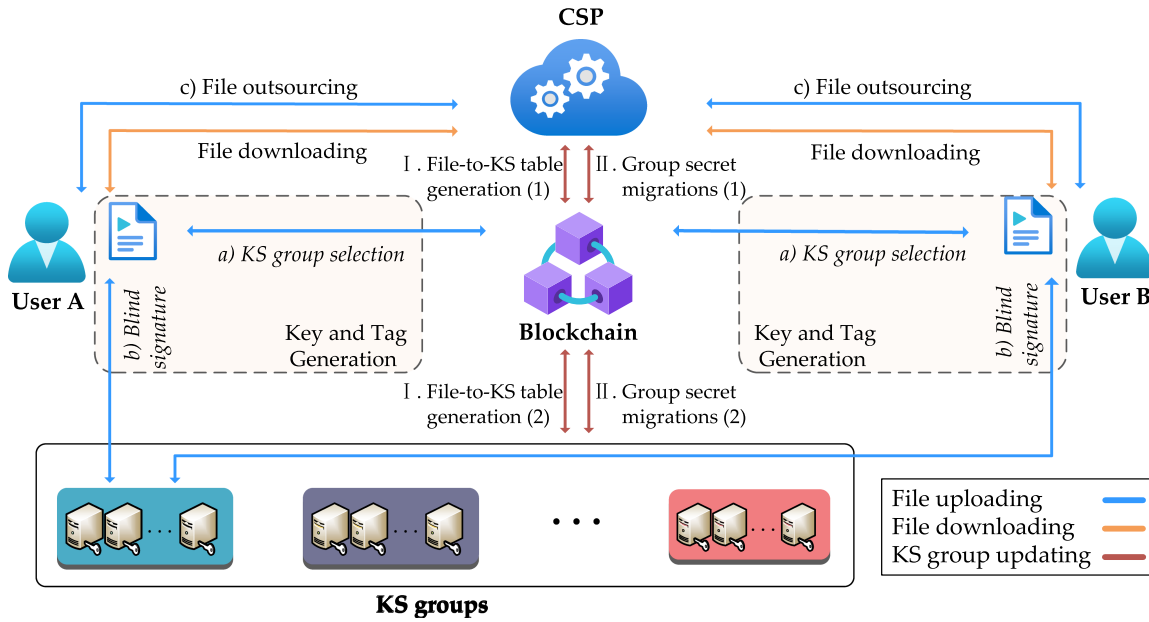 CSP
c) File outsourcing
c) File outsourcing
File downloading
File downloading
Ⅰ. File-to-KS table
generation (1)
Ⅱ. Group secret
migrations (1)
a) KS group selection
a) KS group selection
User A
User B
b) Blind
signature
b) Blind
signature
Blockchain
Key and Tag
Generation
Key and Tag
Generation
Ⅰ. File-to-KS table
generation (2)
Ⅱ. Group secret
migrations (2)
File uploading
File downloading
KS group updating
KS groups